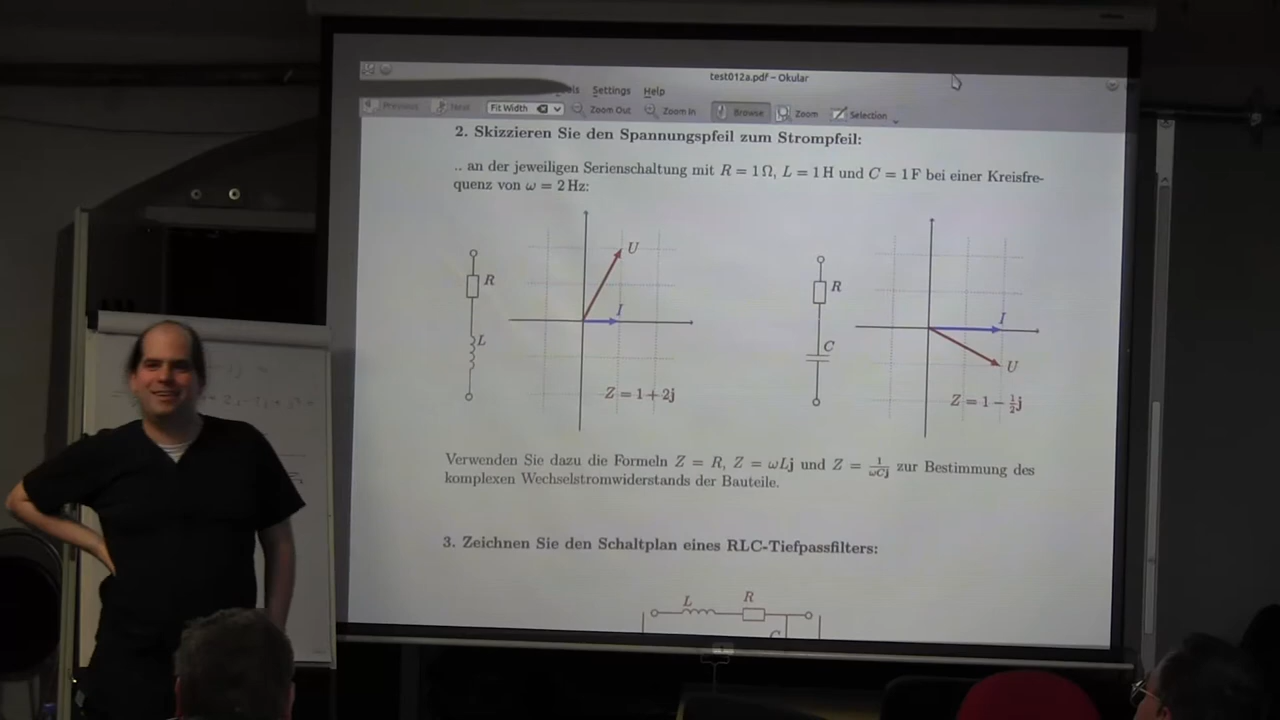 test012a.pdf – Okular
Settings Help
Previous Next Fit Width Zoom Out Zoom In Browse Zoom Selection
2. Skizzieren Sie den Spannungspfeil zum Strompfeil:
.. an der jeweiligen Serienschaltung mit R = 1 Ω, L = 1 H und C = 1 F bei einer Kreisfre-
quenz von ω = 2 Hz:
U
R
I
L
Z = 1 + 2j
R
I
C
U
Z = 1 − ½j
Verwenden Sie dazu die Formeln Z = R, Z = ωLj und Z = 1/ωCj zur Bestimmung des
komplexen Wechselstromwiderstands der Bauteile.
3. Zeichnen Sie den Schaltplan eines RLC-Tiefpassfilters:
L R
C